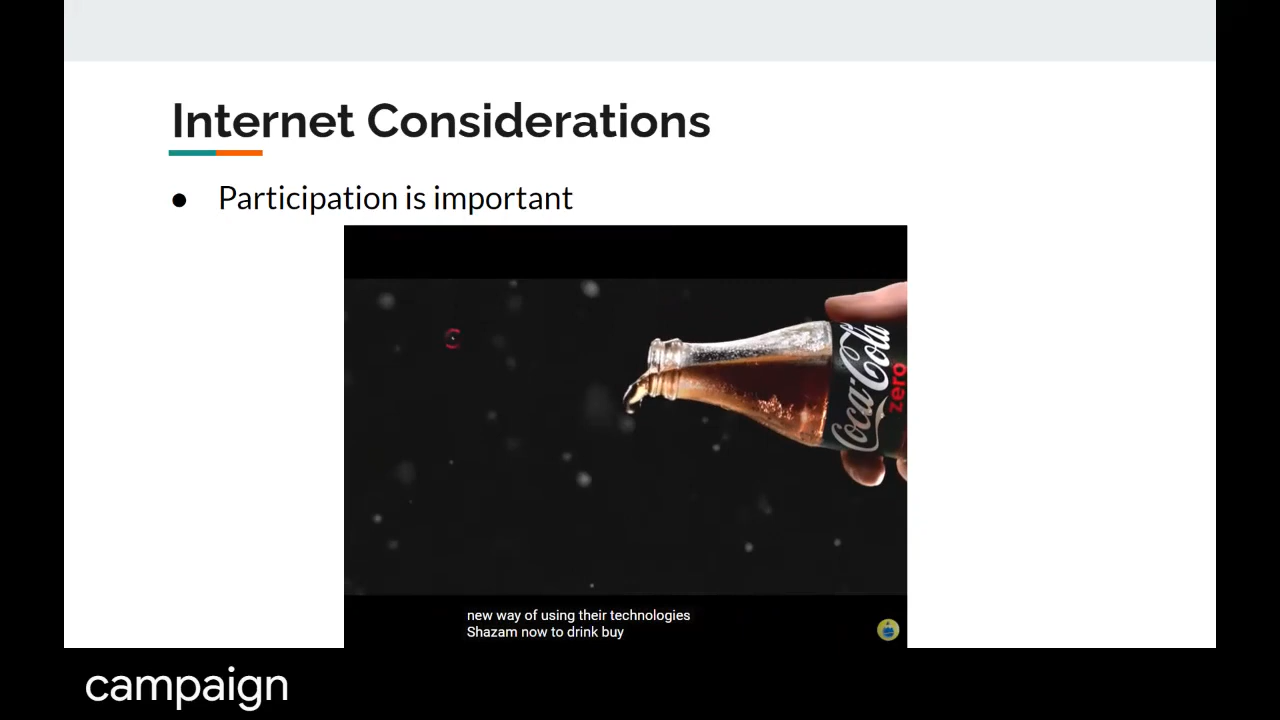 Internet Considerations
● Participation is important
Coca-Cola
zero
new way of using their technologies
Shazam now to drink buy
campaign